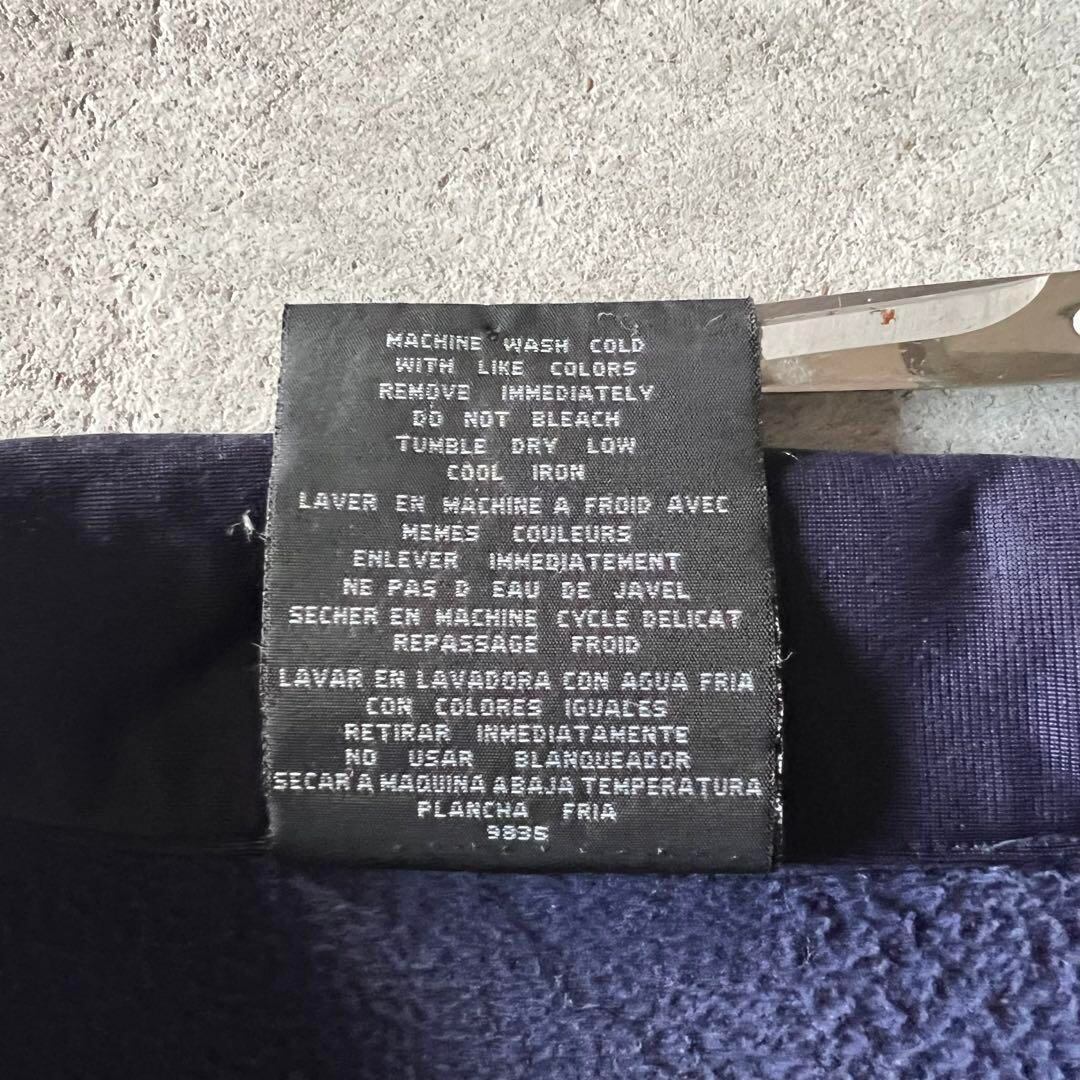 MACHINE WASH COLD
WITH LIKE COLORS
REMOVE IMMEDIATELY
DO NOT BLEACH
TUMBLE DRY LOW
COOL IRON
LAVER EN MACHINE A FROID AVEC
MEMES COULEURS
ENLEVER IMMEDIATEMENT
NE PAS D EAU DE JAVEL
SECHER EN MACHINE CYCLE DELICAT
REPASSAGE FROID
LAVAR EN LAVADORA CON AGUA FRIA
CON COLORES IGUACES
RETIRAR INMEDIATAMENTE
NO USAR BLANQUEADOR
SECAR'A MAQUINA A BAJA TEMPERATURA
PLANCHA FRIA
9835